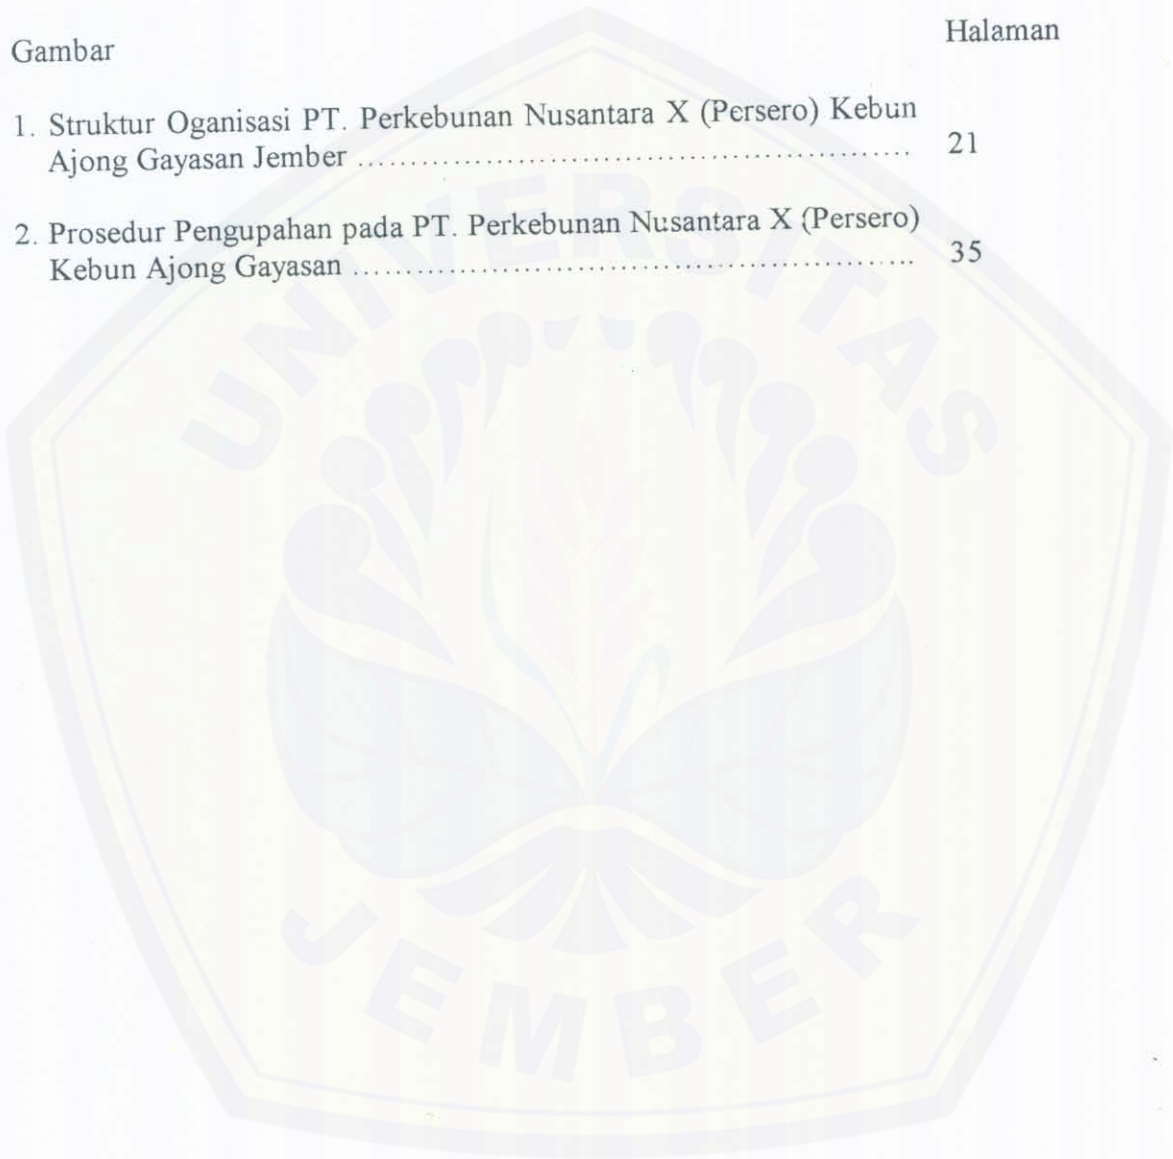 Halaman
Gambar
1. Struktur Oganisasi PT. Perkebunan Nusantara X (Persero) Kebun
Ajong Gayasan Jember ..................................................... 21
2. Prosedur Pengupahan pada PT. Perkebunan Nusantara X (Persero)
Kebun Ajong Gayasan ...................................................... 35
UNIVERSITAS
JEMBER